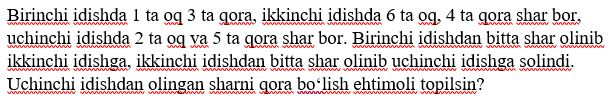 Birinchi idishda 1 ta oq 3 ta qora, ikkinchi idishda 6 ta oq, 4 ta qora shar bor,
uchinchi idishda 2 ta oq va 5 ta qora shar bor. Birinchi idishdan bitta shar olinib
ikkinchi idishga, ikkinchi idishdan bitta shar olinib uchinchi idishga solindi.
Uchinchi idishdan olingan sharni qora bo‘lish ehtimoli topilsin?